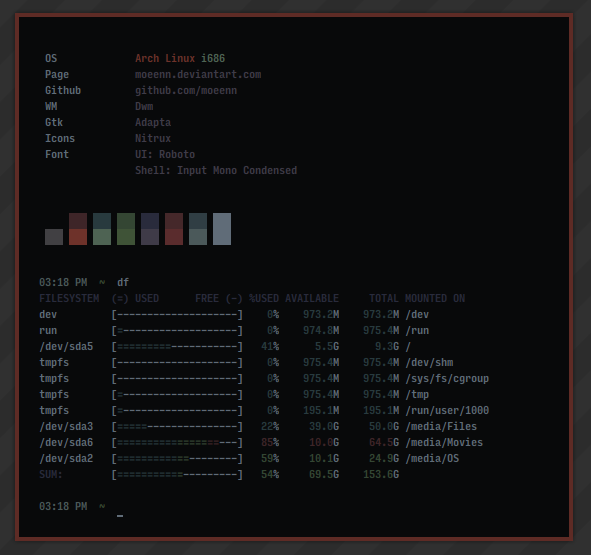 OS Arch Linux i686
Page moeenn.deviantart.com
Github github.com/moeenn
WM Dwm
Gtk Adapta
Icons Nitrux
Font UI: Roboto
Shell: Input Mono Condensed
03:18 PM ~ df
FILESYSTEM (=) USED FREE (-) %USED AVAILABLE TOTAL MOUNTED ON
dev [--------------------] 0% 973.2M 973.2M /dev
run [=-------------------] 0% 974.8M 975.4M /run
/dev/sda5 [=========-----------] 41% 5.5G 9.3G /
tmpfs [--------------------] 0% 975.4M 975.4M /dev/shm
tmpfs [--------------------] 0% 975.4M 975.4M /sys/fs/cgroup
tmpfs [=-------------------] 0% 975.4M 975.4M /tmp
tmpfs [=-------------------] 0% 195.1M 195.1M /run/user/1000
/dev/sda3 [=====---------------] 22% 39.0G 50.0G /media/Files
/dev/sda6 [=================---] 85% 10.0G 64.5G /media/Movies
/dev/sda2 [============--------] 59% 10.1G 24.9G /media/OS
SUM: [===========---------] 54% 69.5G 153.6G
03:18 PM ~ _